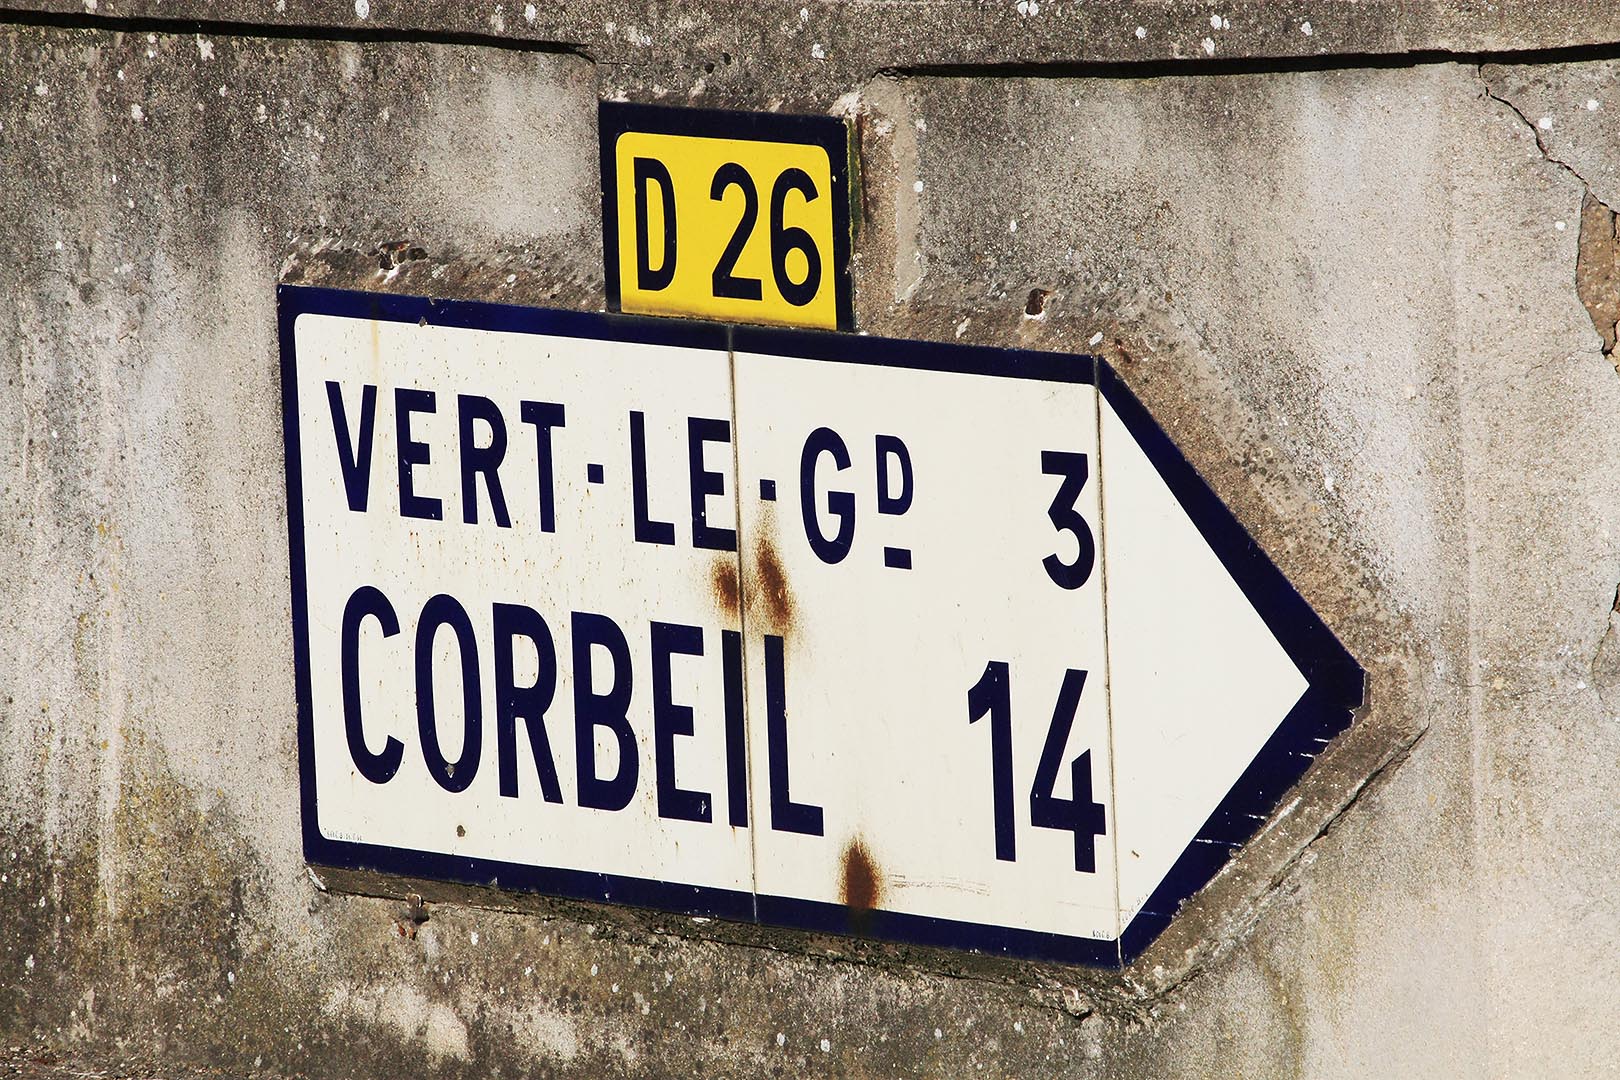 D 26
VERT·LE·GD 3
CORBEIL 14